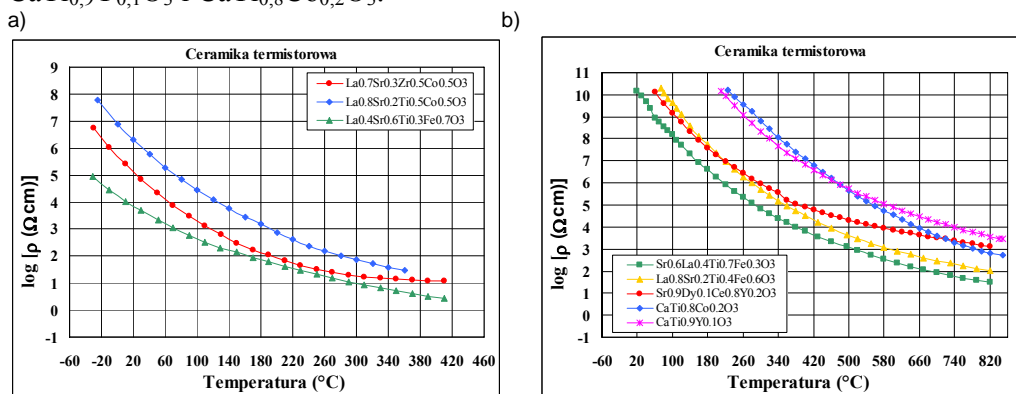 CaTi0,9Y0,1O3 i CaTi0,8Co0,2O3.
a)
Ceramika termistorowa
log [ρ (Ω cm)]
9
8
7
6
5
4
3
2
1
0
-1
La0.7Sr0.3Zr0.5Co0.5O3
La0.8Sr0.2Ti0.5Co0.5O3
La0.4Sr0.6Ti0.3Fe0.7O3
-60 -20 20 60 100 140 180 220 260 300 340 380 420 460
Temperatura (°C)
b)
Ceramika termistorowa
log [ρ (Ω cm)]
11
10
9
8
7
6
5
4
3
2
1
0
-1
Sr0.6La0.4Ti0.7Fe0.3O3
La0.8Sr0.2Ti0.4Fe0.6O3
Sr0.9Dy0.1Ce0.8Y0.2O3
CaTi0.8Co0.2O3
CaTi0.9Y0.1O3
-60 20 100 180 260 340 420 500 580 660 740 820
Temperatura (°C)